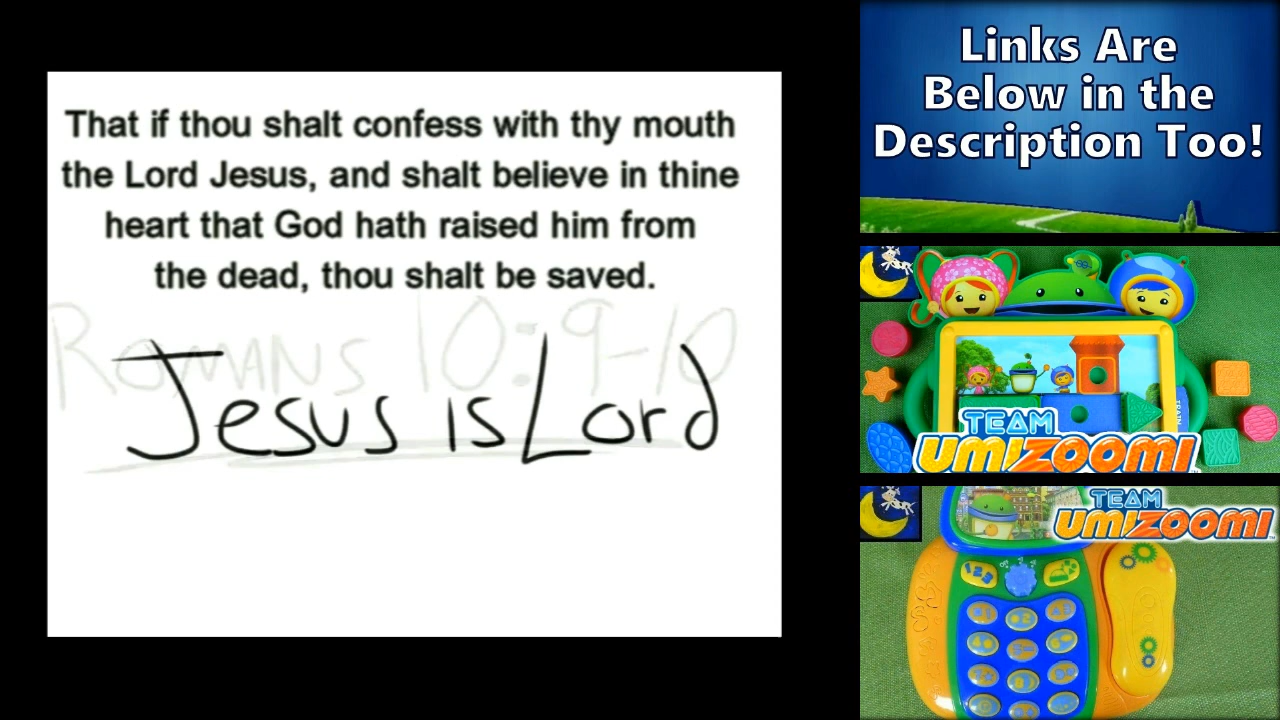 That if thou shalt confess with thy mouth
the Lord Jesus, and shalt believe in thine
heart that God hath raised him from
the dead, thou shalt be saved.
Romans 10:9-10
Jesus is Lord
Links Are
Below in the
Description Too!
TEAM
UMIZOOMI
TEAM
UMIZOOMI
123